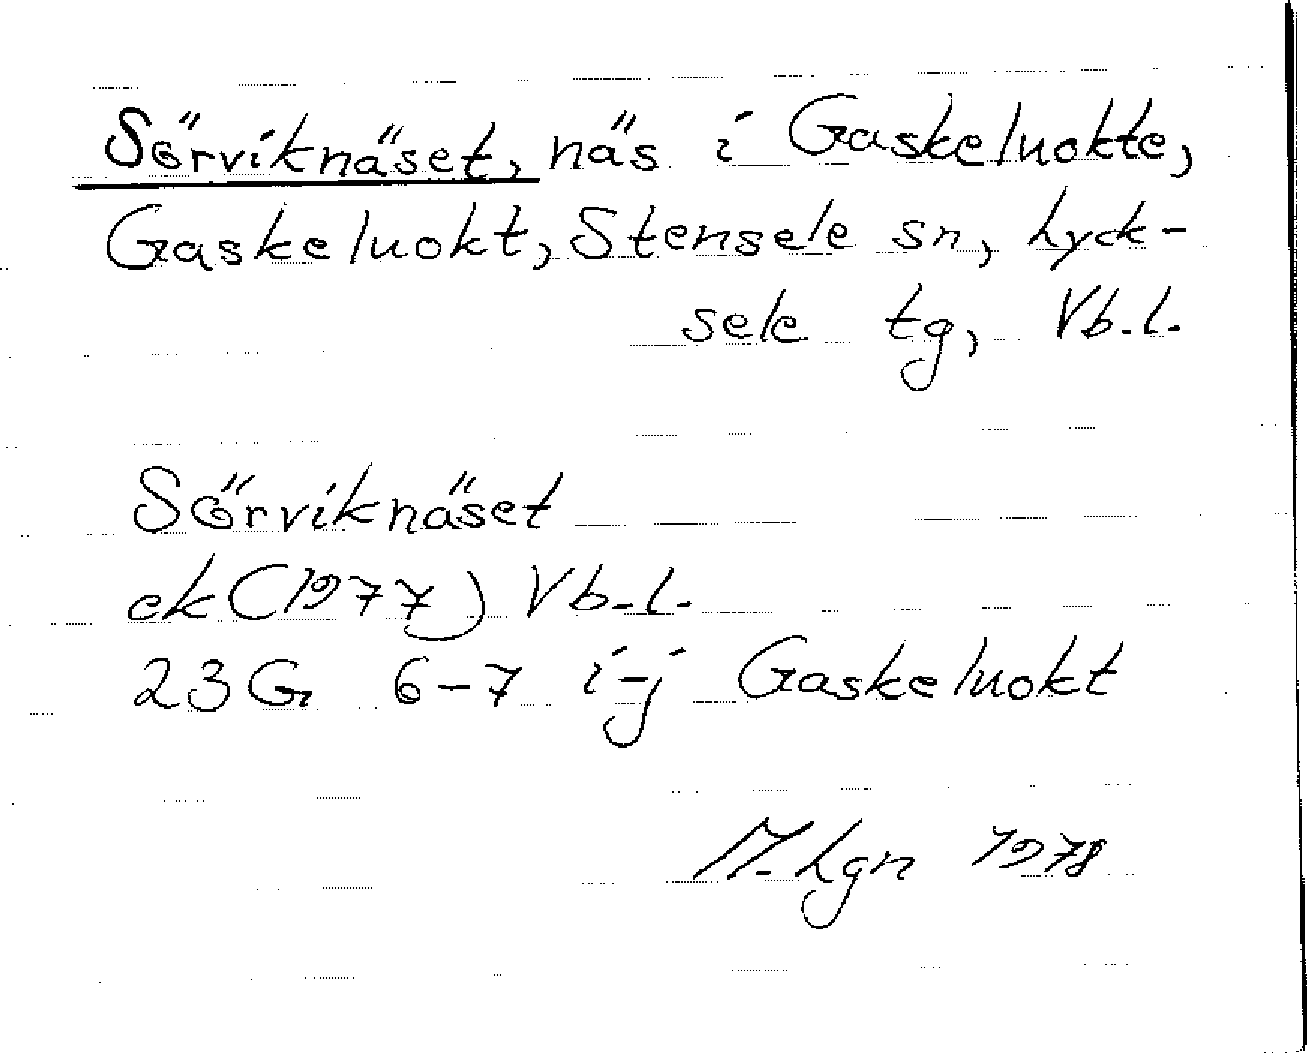 Sörviknäset, näs i Gaskeluokte,
Gaskeluokt, Stensele sn, Lyck-
sele tg, Vb.l.
Sörviknäset
ek (1977) Vb.l.
23G 6-7 i-j Gaskeluokt
M.Lgn 1978